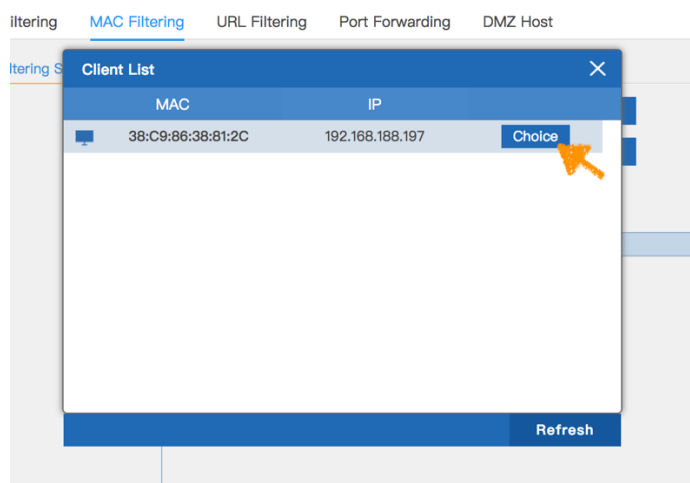 iltering MAC Filtering URL Filtering Port Forwarding DMZ Host
ltering S
Client List
MAC IP
38:C9:86:38:81:2C 192.168.188.197 Choice
Refresh